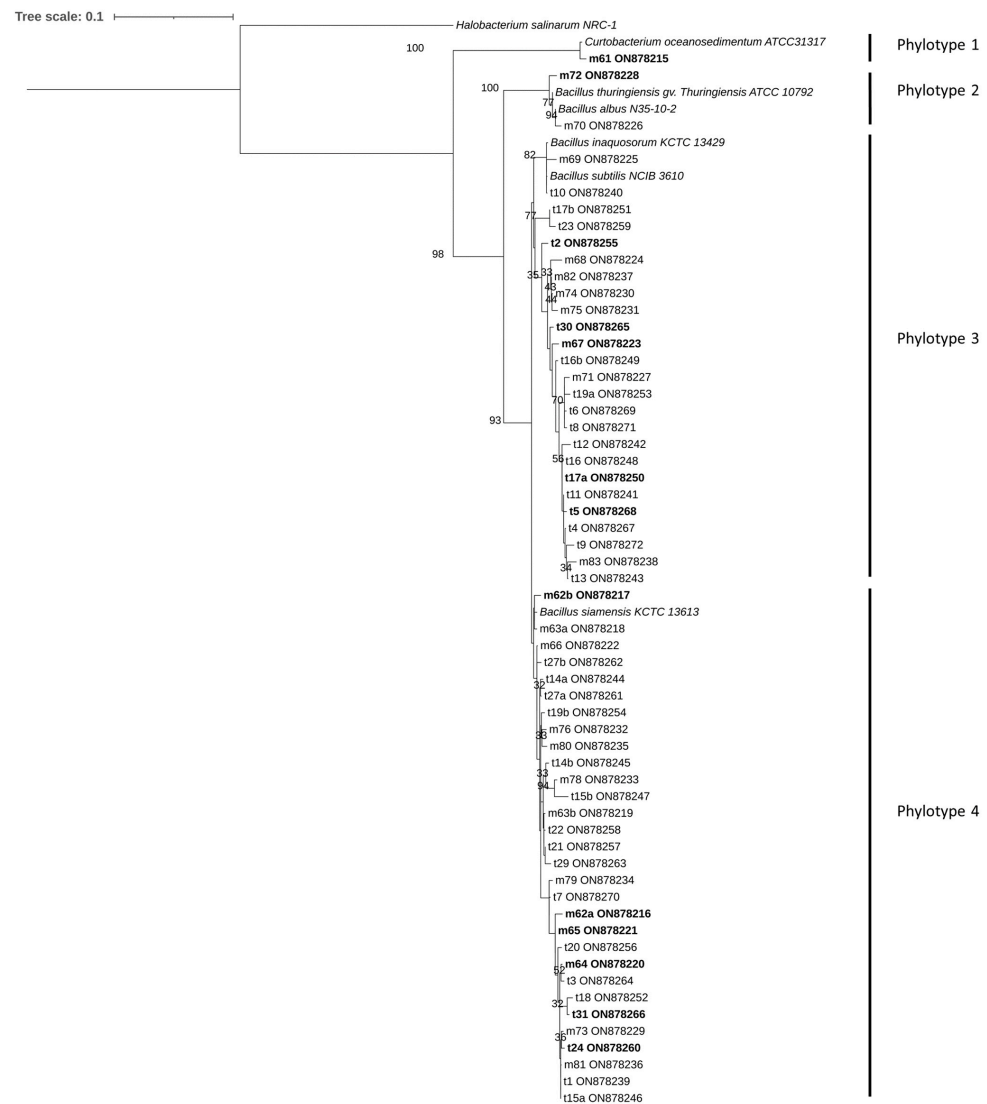 Tree scale: 0.1
Halobacterium salinarum NRC-1
100
Curtobacterium oceanosedimentum ATCC31317
Phylotype 1
m61 ON878215
m72 ON878228
100
Bacillus thuringiensis gv. Thuringiensis ATCC 10792
Phylotype 2
77
Bacillus albus N35-10-2
94
m70 ON878226
Bacillus inaquosorum KCTC 13429
82
m69 ON878225
Bacillus subtilis NCIB 3610
t10 ON878240
t17b ON878251
77
t23 ON878259
t2 ON878255
98
m68 ON878224
35
33
m82 ON878237
43
m74 ON878230
44
m75 ON878231
t30 ON878265
Phylotype 3
m67 ON878223
t16b ON878249
m71 ON878227
t19a ON878253
70
t6 ON878269
93
t8 ON878271
t12 ON878242
56
t16 ON878248
t17a ON878250
t11 ON878241
t5 ON878268
t4 ON878267
t9 ON878272
m83 ON878238
34
t13 ON878243
m62b ON878217
Bacillus siamensis KCTC 13613
m63a ON878218
m66 ON878222
t27b ON878262
t14a ON878244
32
t27a ON878261
t19b ON878254
m76 ON878232
m80 ON878235
t14b ON878245
33
m78 ON878233
94
t15b ON878247
m63b ON878219
Phylotype 4
t22 ON878258
t21 ON878257
t29 ON878263
m79 ON878234
t7 ON878270
m62a ON878216
m65 ON878221
t20 ON878256
m64 ON878220
52
t3 ON878264
t18 ON878252
32
t31 ON878266
m73 ON878229
36
t24 ON878260
m81 ON878236
t1 ON878239
t15a ON878246